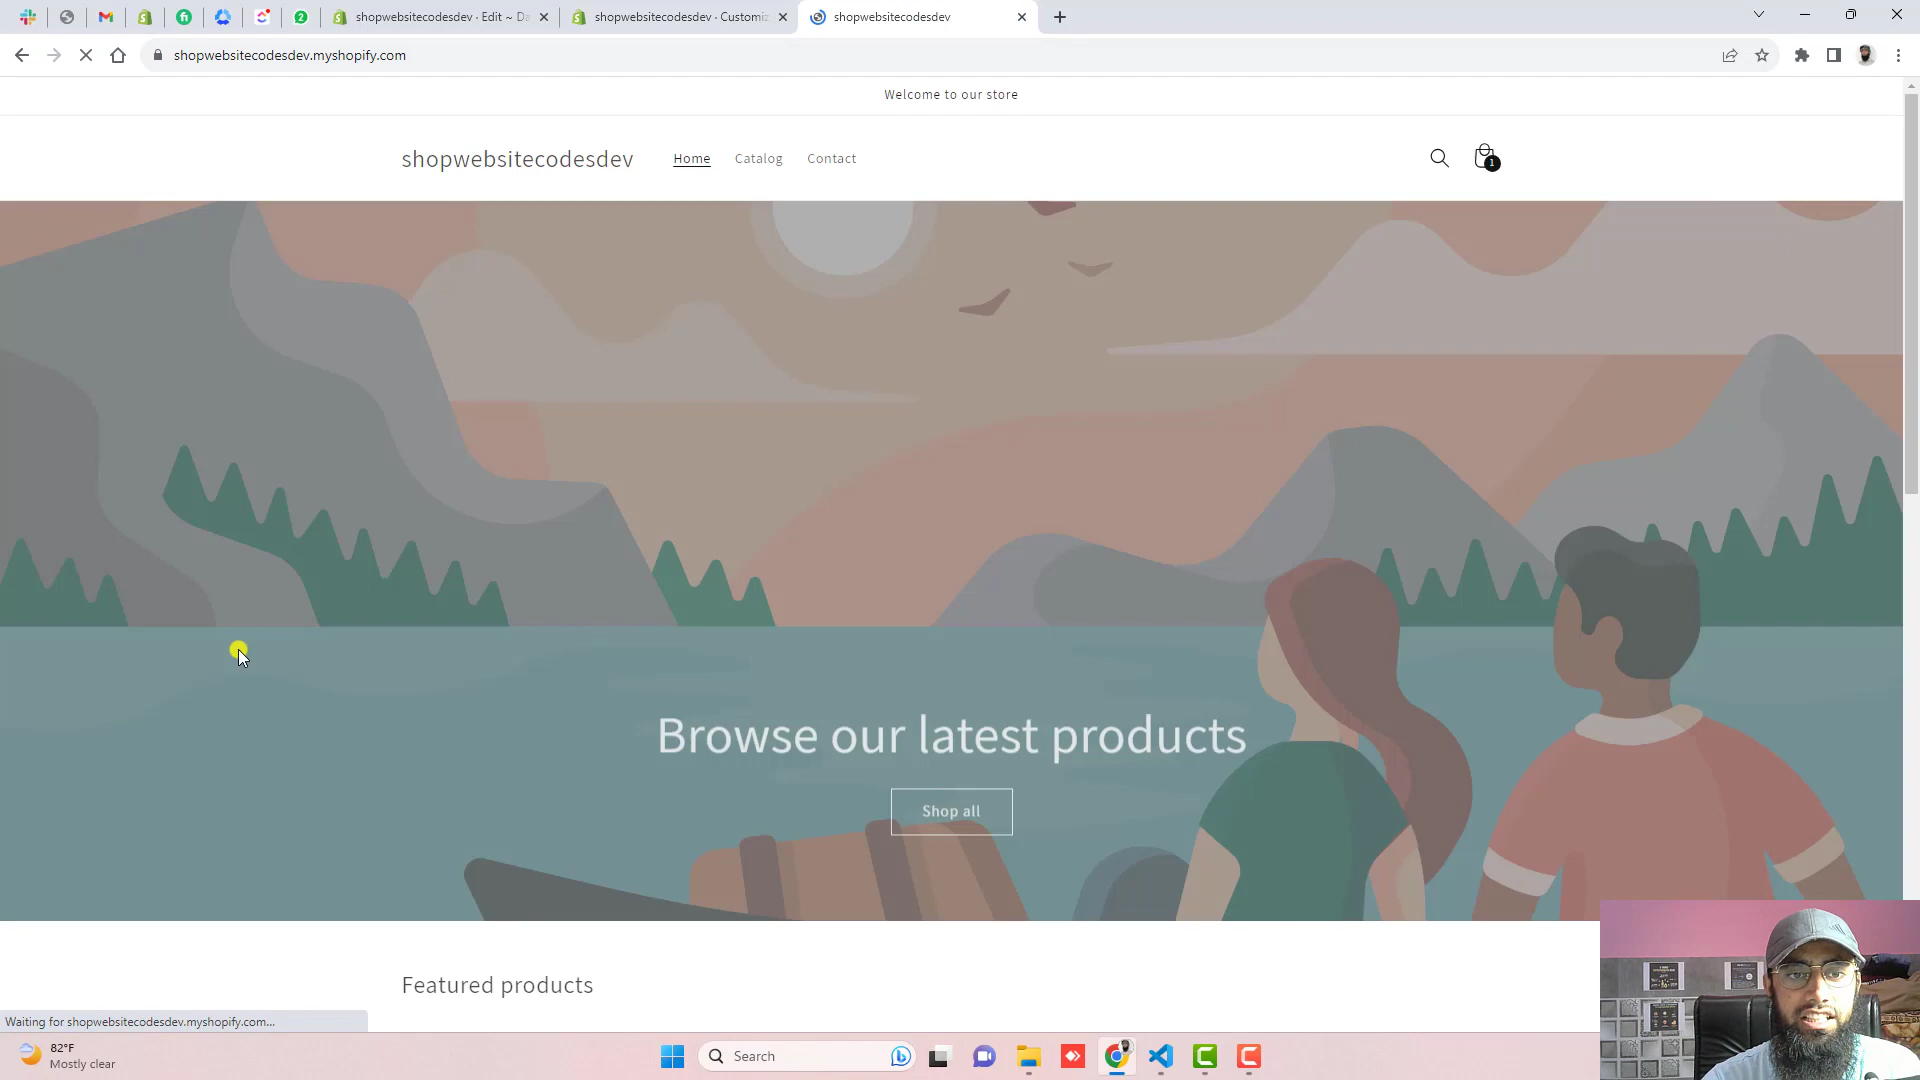 shopwebsitecodesdev · Edit ~ Da
shopwebsitecodesdev · Customiz
shopwebsitecodesdev
shopwebsitecodesdev.myshopify.com
Welcome to our store
shopwebsitecodesdev
Home
Catalog
Contact
1
Browse our latest products
Shop all
Featured products
Waiting for shopwebsitecodesdev.myshopify.com...
82°F
Mostly clear
Search